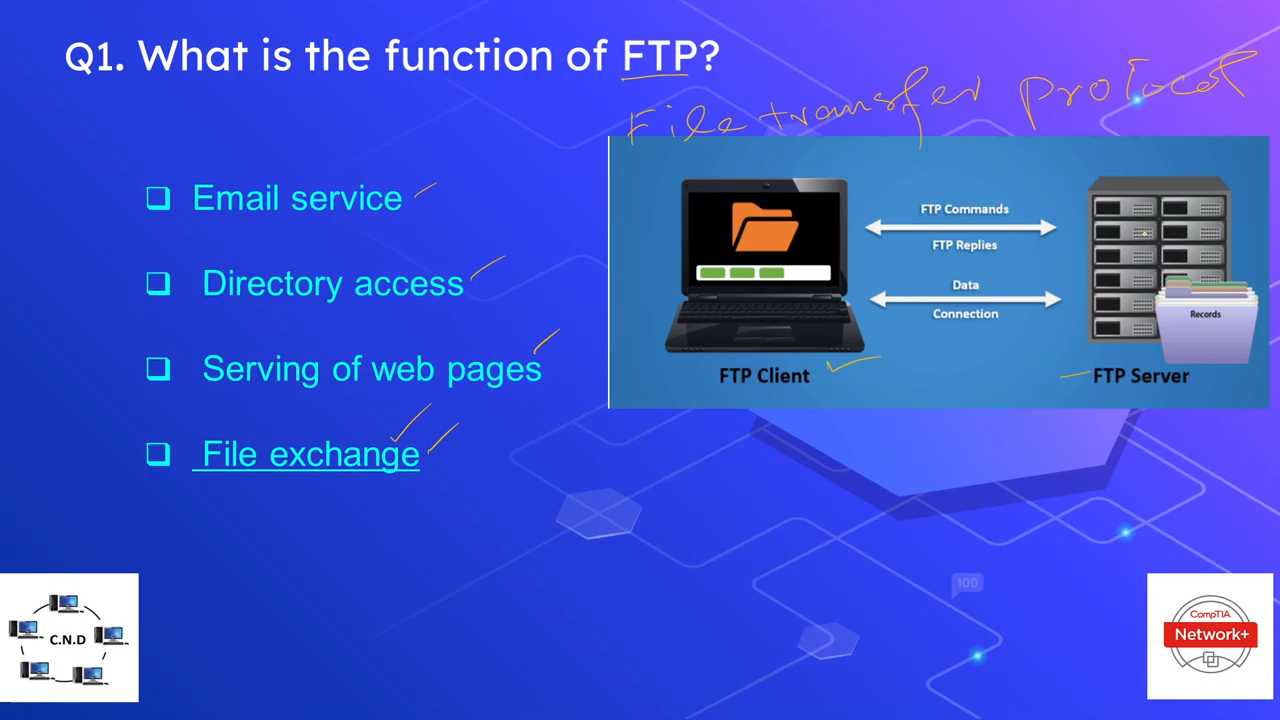 Q1. What is the function of FTP?
File transfer protocol
Email service
Directory access
Serving of web pages
File exchange
FTP Commands
FTP Replies
Data
Connection
Records
FTP Client
FTP Server
100
C.N.D
CompTIA
Network+